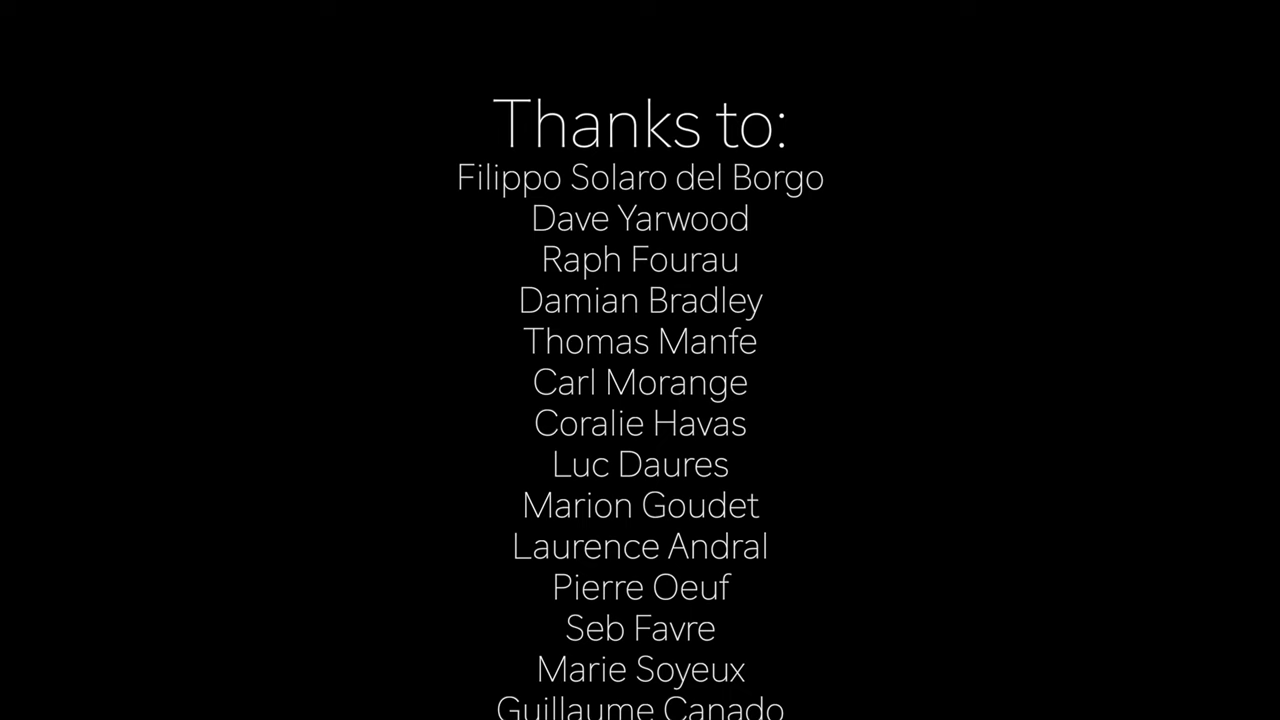 Thanks to:
Filippo Solaro del Borgo
Dave Yarwood
Raph Fourau
Damian Bradley
Thomas Manfe
Carl Morange
Coralie Havas
Luc Daures
Marion Goudet
Laurence Andral
Pierre Oeuf
Seb Favre
Marie Soyeux
Guillaume Canado